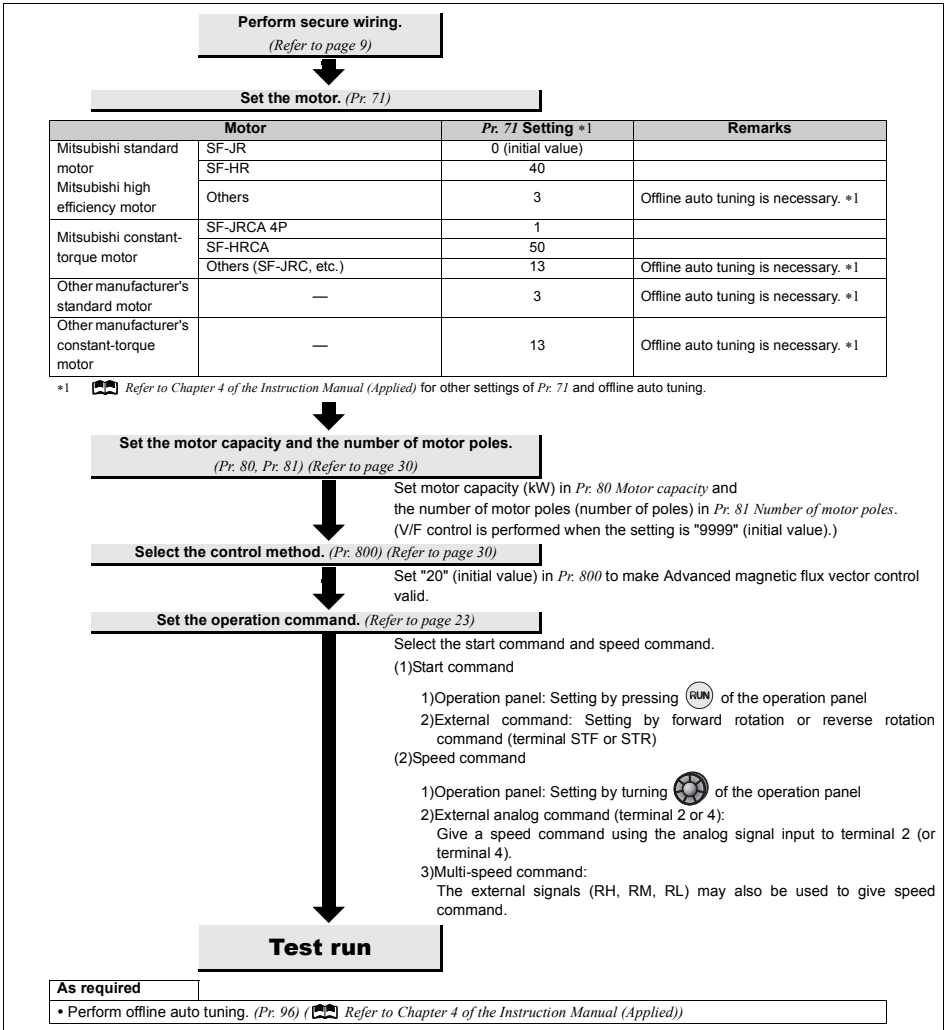 Perform secure wiring.
(Refer to page 9)
Set the motor. (Pr. 71)
Motor Pr. 71 Setting *1 Remarks
Mitsubishi standard motor Mitsubishi high efficiency motor SF-JR 0 (initial value)
SF-HR 40
Others 3 Offline auto tuning is necessary. *1
Mitsubishi constant-torque motor SF-JRCA 4P 1
SF-HRCA 50
Others (SF-JRC, etc.) 13 Offline auto tuning is necessary. *1
Other manufacturer's standard motor — 3 Offline auto tuning is necessary. *1
Other manufacturer's constant-torque motor — 13 Offline auto tuning is necessary. *1
*1 Refer to Chapter 4 of the Instruction Manual (Applied) for other settings of Pr. 71 and offline auto tuning.
Set the motor capacity and the number of motor poles.
(Pr. 80, Pr. 81) (Refer to page 30)
Set motor capacity (kW) in Pr. 80 Motor capacity and
the number of motor poles (number of poles) in Pr. 81 Number of motor poles.
(V/F control is performed when the setting is "9999" (initial value).)
Select the control method. (Pr. 800) (Refer to page 30)
Set "20" (initial value) in Pr. 800 to make Advanced magnetic flux vector control
valid.
Set the operation command. (Refer to page 23)
Select the start command and speed command.
(1)Start command
1)Operation panel: Setting by pressing RUN of the operation panel
2)External command: Setting by forward rotation or reverse rotation
command (terminal STF or STR)
(2)Speed command
1)Operation panel: Setting by turning of the operation panel
2)External analog command (terminal 2 or 4):
Give a speed command using the analog signal input to terminal 2 (or
terminal 4).
3)Multi-speed command:
The external signals (RH, RM, RL) may also be used to give speed
command.
Test run
As required
• Perform offline auto tuning. (Pr. 96) ( Refer to Chapter 4 of the Instruction Manual (Applied))